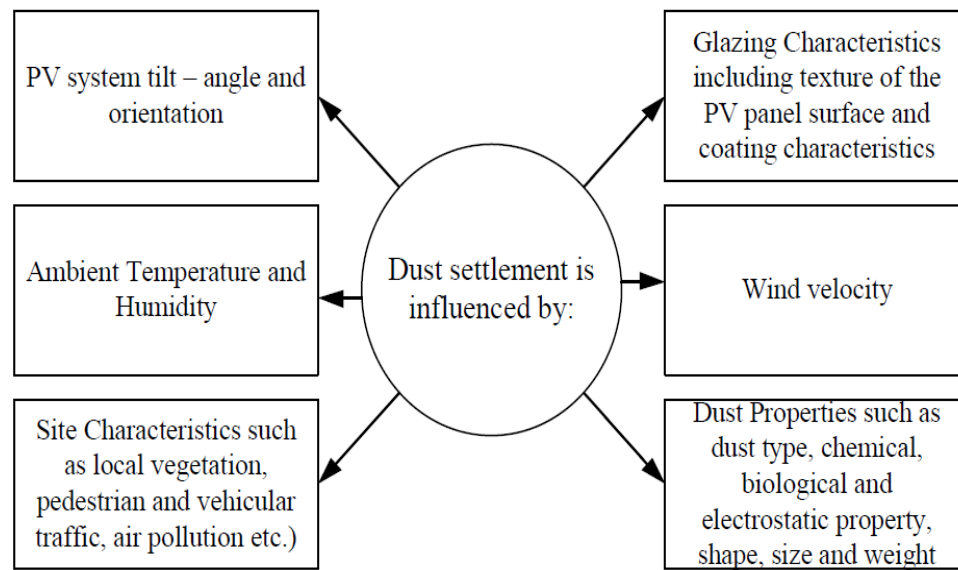 PV system tilt – angle and
orientation
Glazing Characteristics
including texture of the
PV panel surface and
coating characteristics
Ambient Temperature and
Humidity
Dust settlement is
influenced by:
Wind velocity
Site Characteristics such
as local vegetation,
pedestrian and vehicular
traffic, air pollution etc.)
Dust Properties such as
dust type, chemical,
biological and
electrostatic property,
shape, size and weight